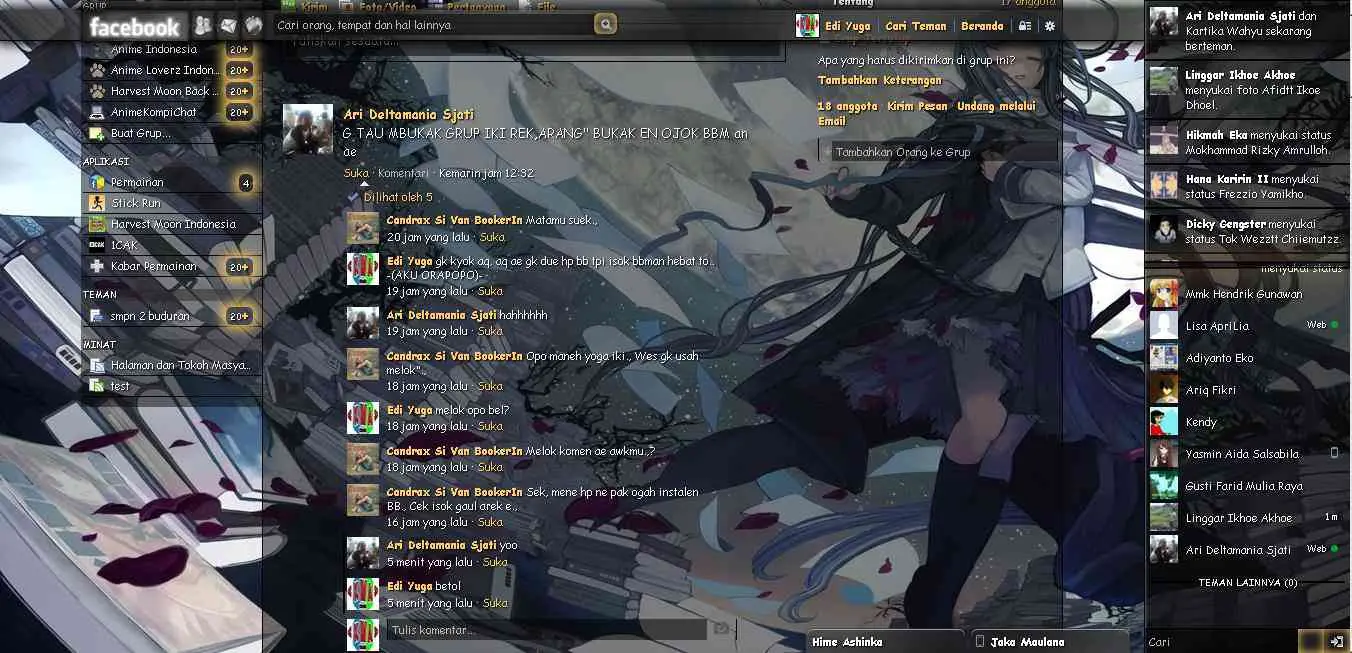 GRUP
Kirim Foto/Video Pertanyaan File
Tentang
17 anggota
facebook
Cari orang, tempat dan hal lainnya
Edi Yuga
Cari Teman
Beranda
Anime Indonesia 20+
Anime Loverz Indon... 20+
Harvest Moon Back ... 20+
AnimeKompiChat 20+
Buat Grup...
APLIKASI
Permainan 4
Stick Run
Harvest Moon Indonesia
1CAK
Kabar Permainan 20+
TEMAN
smpn 2 buduran 20+
MINAT
Halaman dan Tokoh Masya...
test
Ari Deltamania Sjati
G TAU MBUKAK GRUP IKI REK,ARANG" BUKAK EN OJOK BBM an
ae
Suka · Komentari · Kemarin jam 12:32
Dilihat oleh 5
Candrax Si Van BookerIn Matamu suek.,
20 jam yang lalu · Suka
Edi Yuga gk kyok aq. aq ae gk due hp bb tpi isok bbman hebat to..
-(AKU ORAPOPO)-
19 jam yang lalu · Suka
Ari Deltamania Sjati hahhhhhh
19 jam yang lalu · Suka
Candrax Si Van BookerIn Opo maneh yoga iki., Wes gk usah
melok".,
18 jam yang lalu · Suka
Edi Yuga melok opo bel?
18 jam yang lalu · Suka
Candrax Si Van BookerIn Melok komen ae awkmu.,?
18 jam yang lalu · Suka
Candrax Si Van BookerIn Sek, mene hp ne pak ogah instalen
BB., Cek isok gaul arek e.,
16 jam yang lalu · Suka
Ari Deltamania Sjati yoo
5 menit yang lalu · Suka
Edi Yuga betol
5 menit yang lalu · Suka
Tulis komentar...
Apa yang harus dikirimkan di grup ini?
Tambahkan Keterangan
18 anggota · Kirim Pesan · Undang melalui
Email
Tambahkan Orang ke Grup
Hime Ashinka
Jaka Maulana
Ari Deltamania Sjati dan
Kartika Wahyu sekarang
berteman.
Linggar Ikhoe Akhoe
menyukai foto Afidtt Ikoe
Dhoel.
Hikmah Eka menyukai status
Mokhammad Rizky Amrulloh.
Hana Karirin II menyukai
status Frezzio Yamikho.
Dicky Gengster menyukai
status Tok Wezztt Chiiemutzz.
menyukai status
Mmk Hendrik Gunawan
Lisa ApriLia Web
Adiyanto Eko
Ariq Fikri
Kendy
Yasmin Aida Salsabila
Gusti Farid Mulia Raya
Linggar Ikhoe Akhoe 1m
Ari Deltamania Sjati Web
TEMAN LAINNYA (0)
Cari